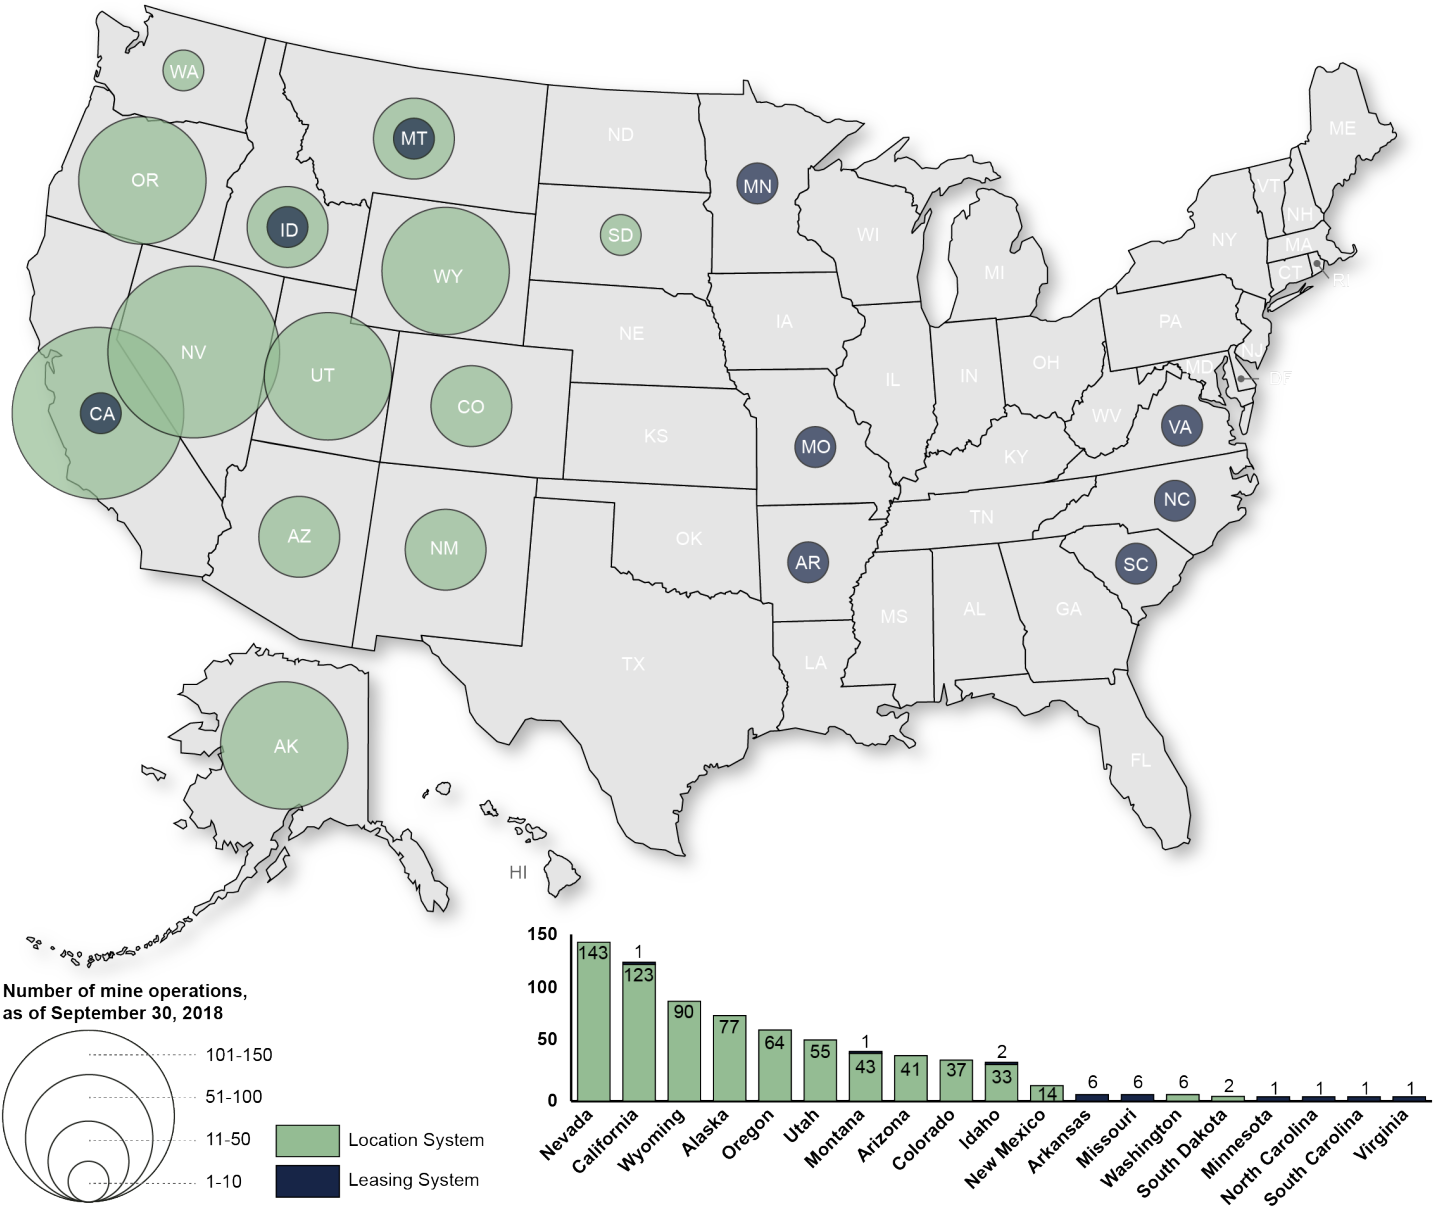 WA
MT
ND
MN
ME
OR
ID
SD
WI
VT
NH
NY
MA
WY
MI
CT
RI
NV
UT
NE
IA
PA
NJ
CA
CO
IL
IN
OH
MD
DE
KS
MO
WV
VA
KY
NC
AZ
NM
OK
TN
AR
SC
MS
AL
GA
TX
LA
AK
FL
HI
Number of mine operations,
as of September 30, 2018
101-150
51-100
11-50
1-10
Location System
Leasing System
150
100
50
0
143
1
123
90
77
64
55
1
43
41
37
2
33
14
6
6
6
2
1
1
1
1
Nevada
California
Wyoming
Alaska
Oregon
Utah
Montana
Arizona
Colorado
Idaho
New Mexico
Arkansas
Missouri
Washington
South Dakota
Minnesota
North Carolina
South Carolina
Virginia